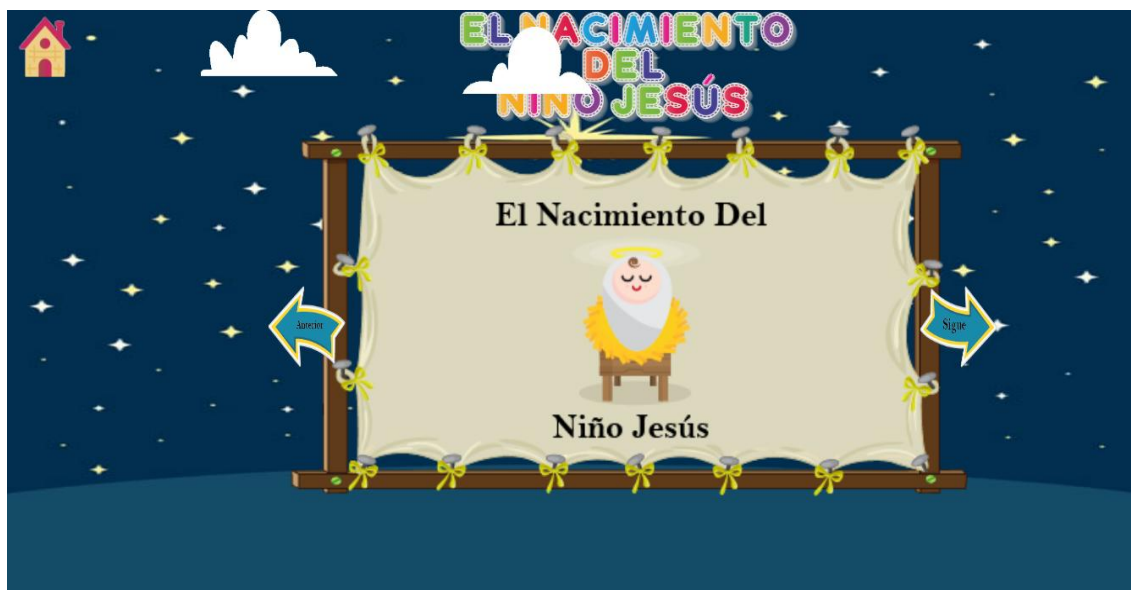 EL NACIMIENTO
DEL
NIÑO JESÚS
El Nacimiento Del
Anterior
Sigue
Niño Jesús